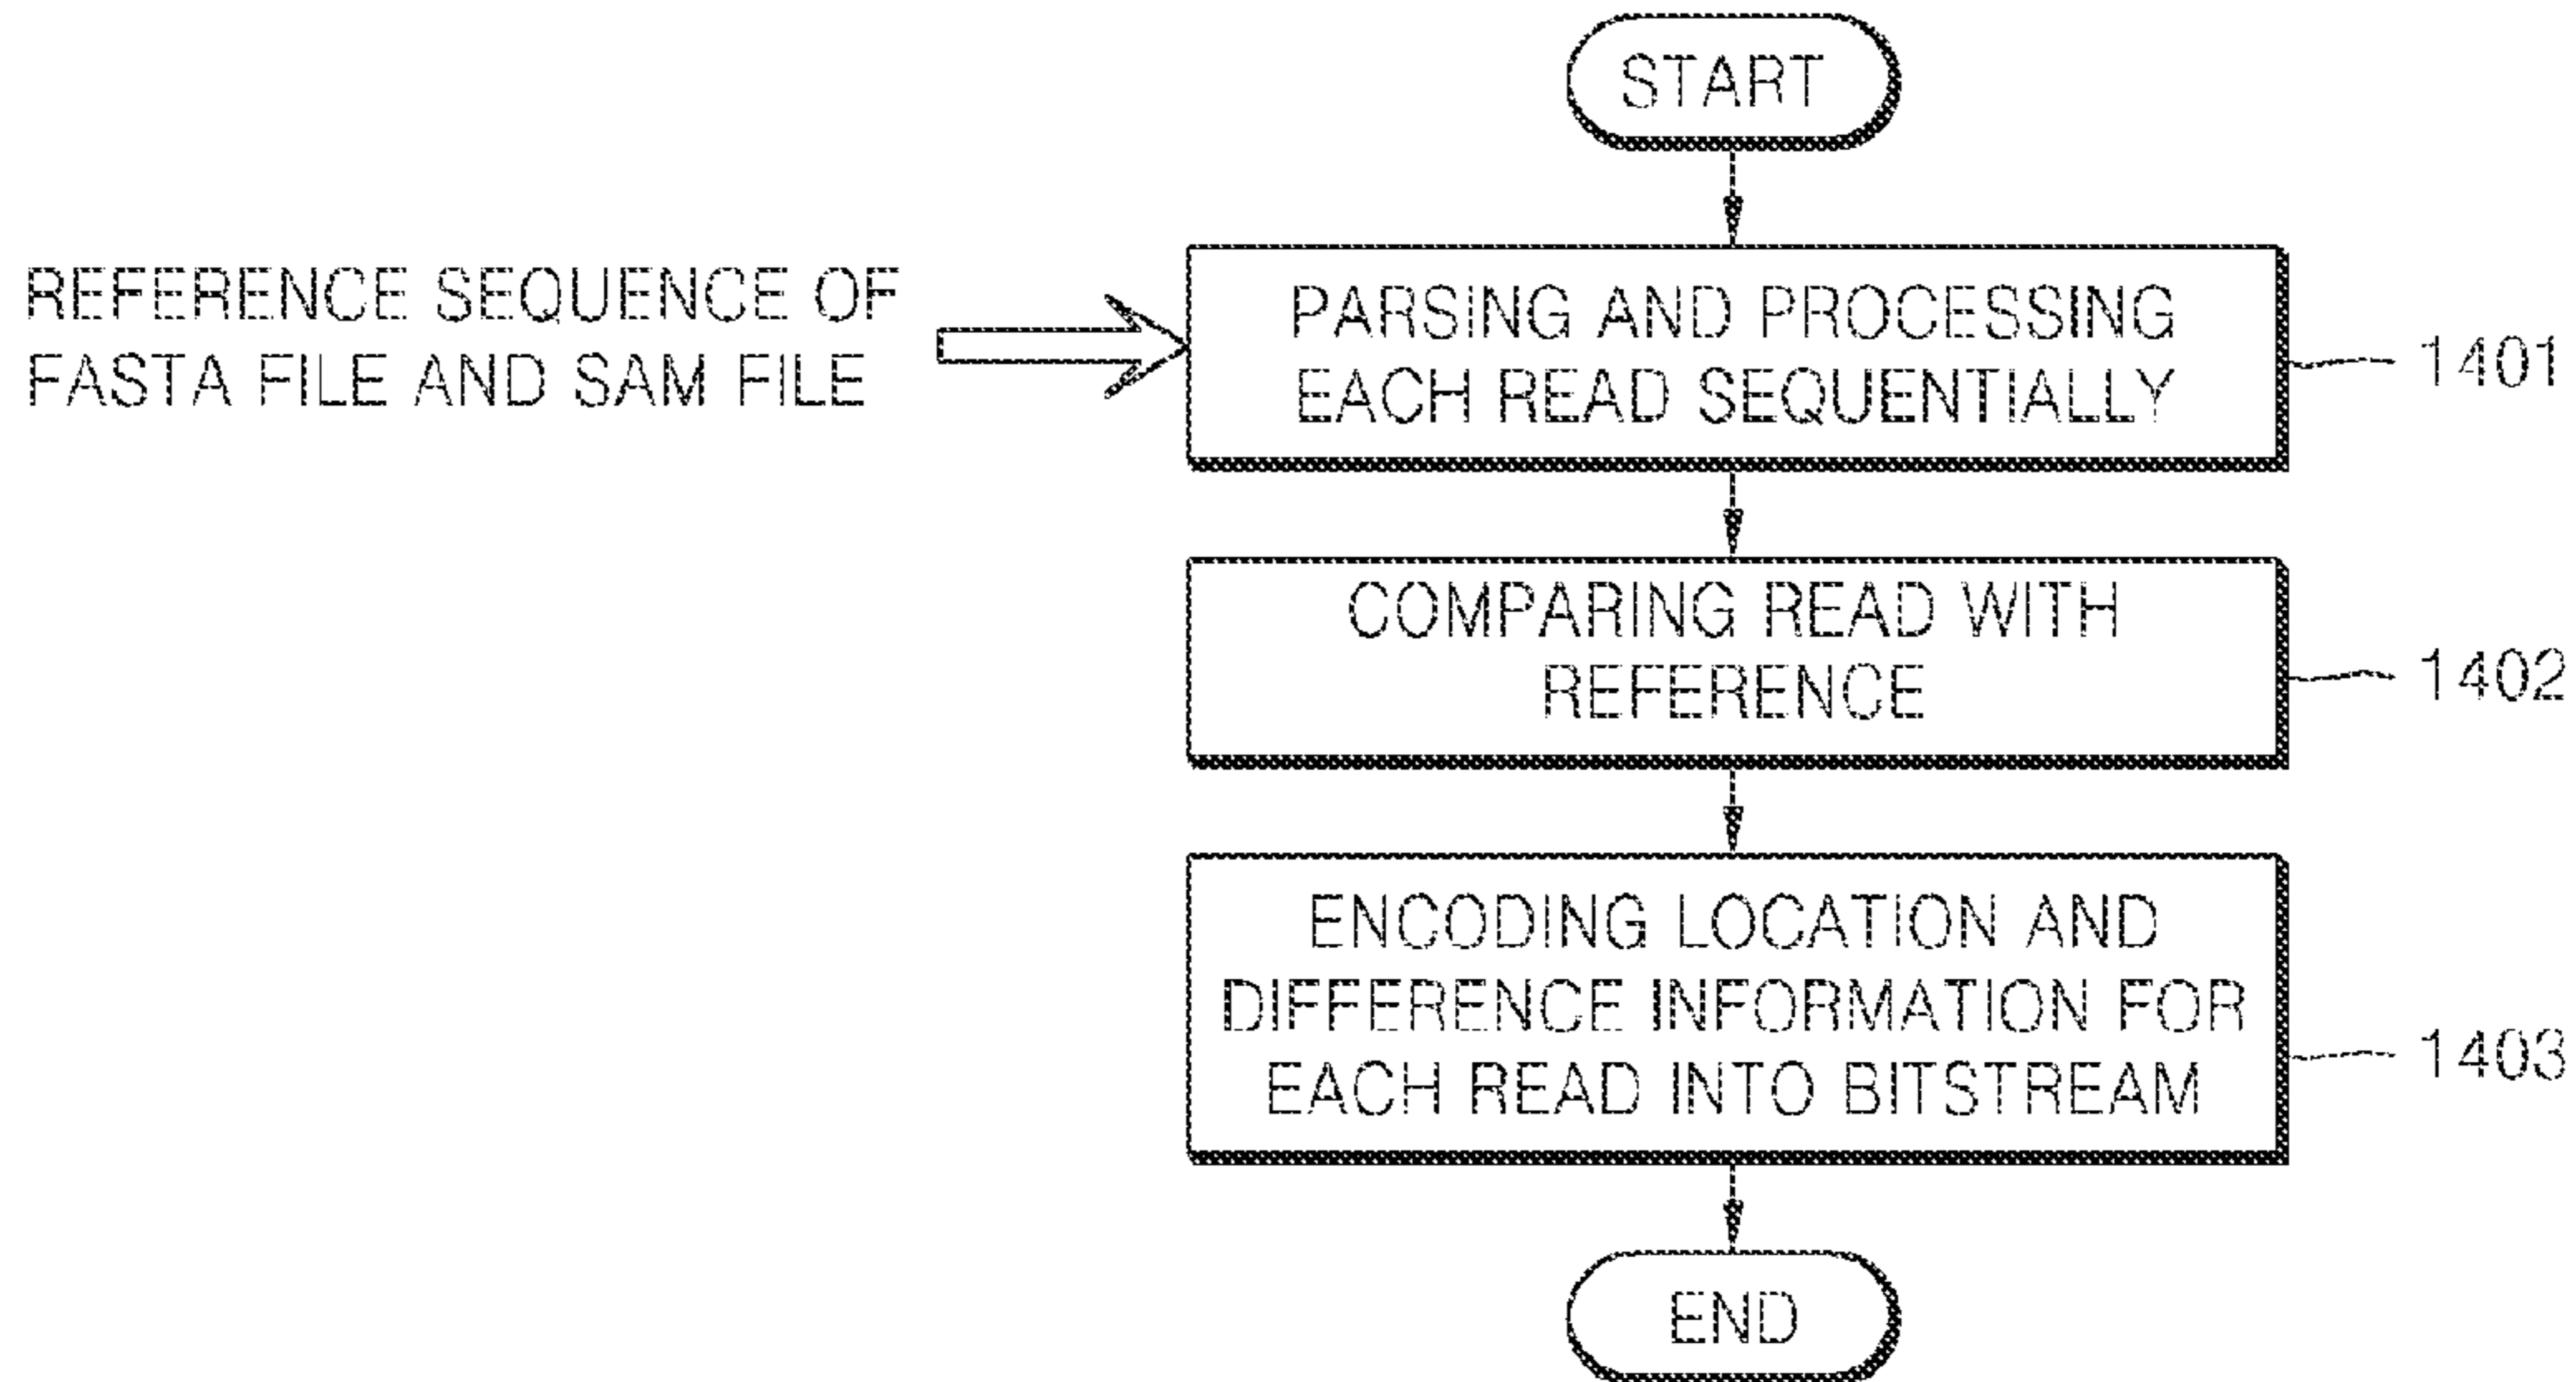 START
REFERENCE SEQUENCE OF
FASTA FILE AND SAM FILE
PARSING AND PROCESSING
EACH READ SEQUENTIALLY
1401
COMPARING READ WITH
REFERENCE
1402
ENCODING LOCATION AND
DIFFERENCE INFORMATION FOR
EACH READ INTO BITSTREAM
1403
END